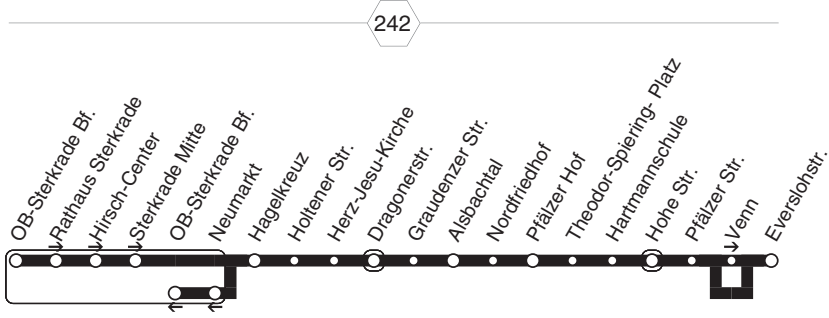 242
OB-Sterkrade Bf.
Rathaus Sterkrade
Hirsch-Center
Sterkrade Mitte
OB-Sterkrade Bf.
Neumarkt
Hagelkreuz
Holtener Str.
Herz-Jesu-Kirche
Dragonerstr.
Graudenzer Str.
Alsbachtal
Nordfriedhof
Pfälzer Hof
Theodor-Spiering- Platz
Hartmannschule
Hohe Str.
Pfälzer Str.
Venn
Everslohstr.